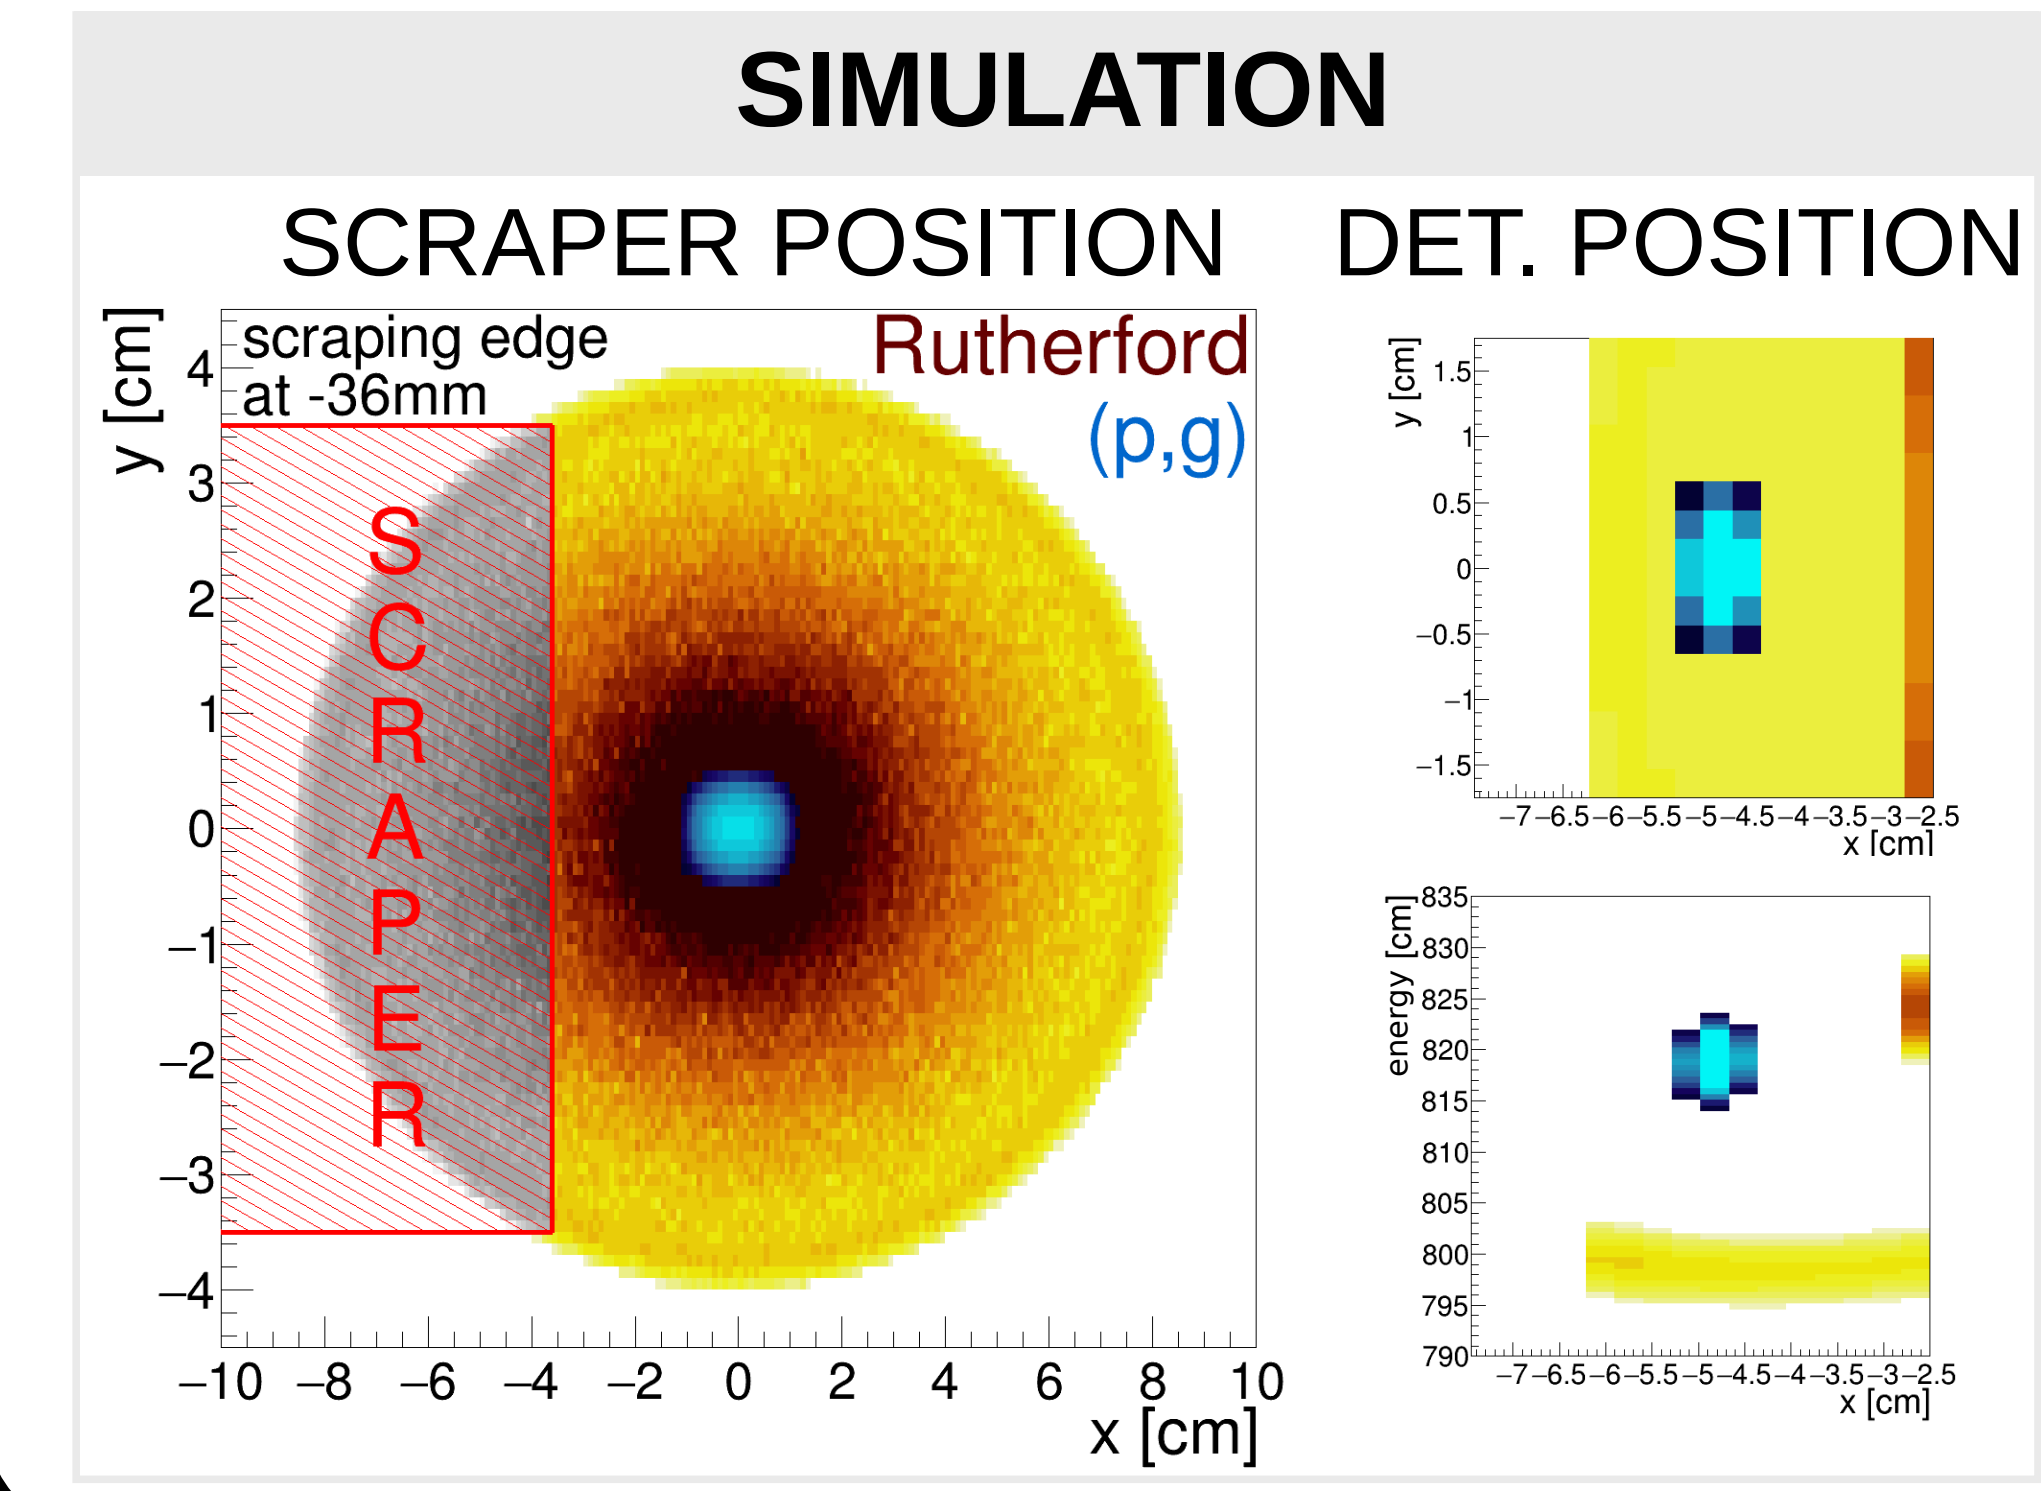 SIMULATION
SCRAPER POSITION
DET. POSITION
y [cm]
scraping edge
at -36mm
Rutherford
(p,g)
S
C
R
A
P
E
R
4
3
2
1
0
−1
−2
−3
−4
−10 −8 −6 −4 −2 0 2 4 6 8 10
x [cm]
y [cm]
1.5
1
0.5
0
−0.5
−1
−1.5
−7 −6.5 −6 −5.5 −5 −4.5 −4 −3.5 −3 −2.5
x [cm]
energy [cm]
835
830
825
820
815
810
805
800
795
790
−7 −6.5 −6 −5.5 −5 −4.5 −4 −3.5 −3 −2.5
x [cm]